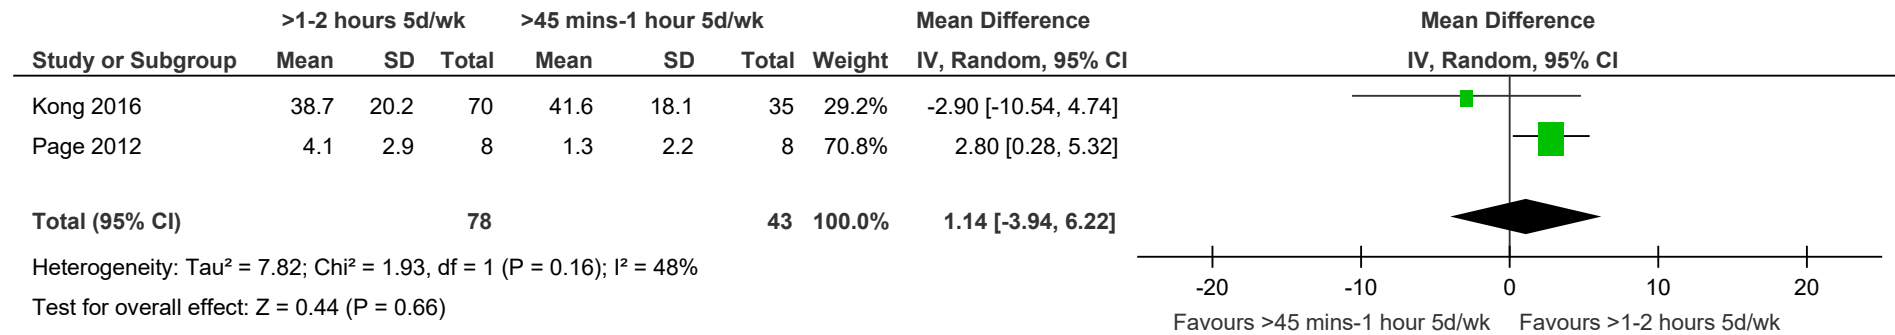 >1-2 hours 5d/wk >45 mins-1 hour 5d/wk Mean Difference Mean Difference
Study or Subgroup Mean SD Total Mean SD Total Weight IV, Random, 95% CI IV, Random, 95% CI
Kong 2016 38.7 20.2 70 41.6 18.1 35 29.2% -2.90 [-10.54, 4.74]
Page 2012 4.1 2.9 8 1.3 2.2 8 70.8% 2.80 [0.28, 5.32]
Total (95% CI) 78 43 100.0% 1.14 [-3.94, 6.22]
Heterogeneity: Tau² = 7.82; Chi² = 1.93, df = 1 (P = 0.16); I² = 48%
Test for overall effect: Z = 0.44 (P = 0.66)
-20 -10 0 10 20
Favours >45 mins-1 hour 5d/wk Favours >1-2 hours 5d/wk